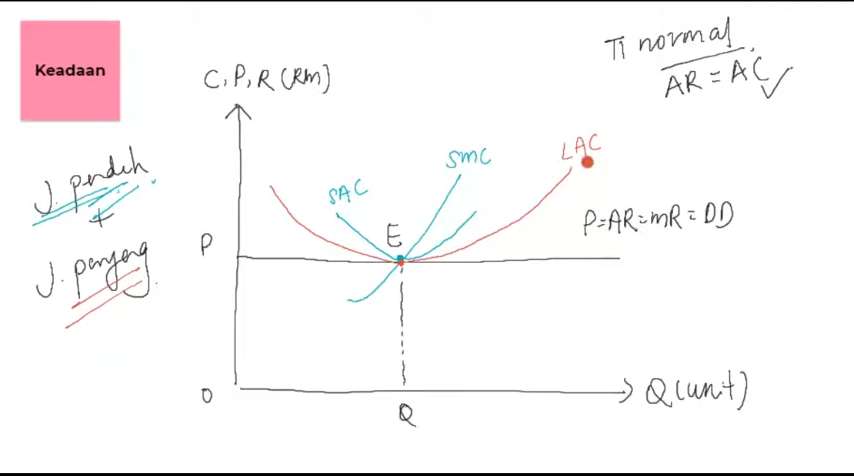 Keadaan
π normal
AR = AC
C, P, R (RM)
J. pendek
+
J. panjang
SAC
SMC
LAC
P=AR=MR=DD
E
P
O
Q
Q (unit)